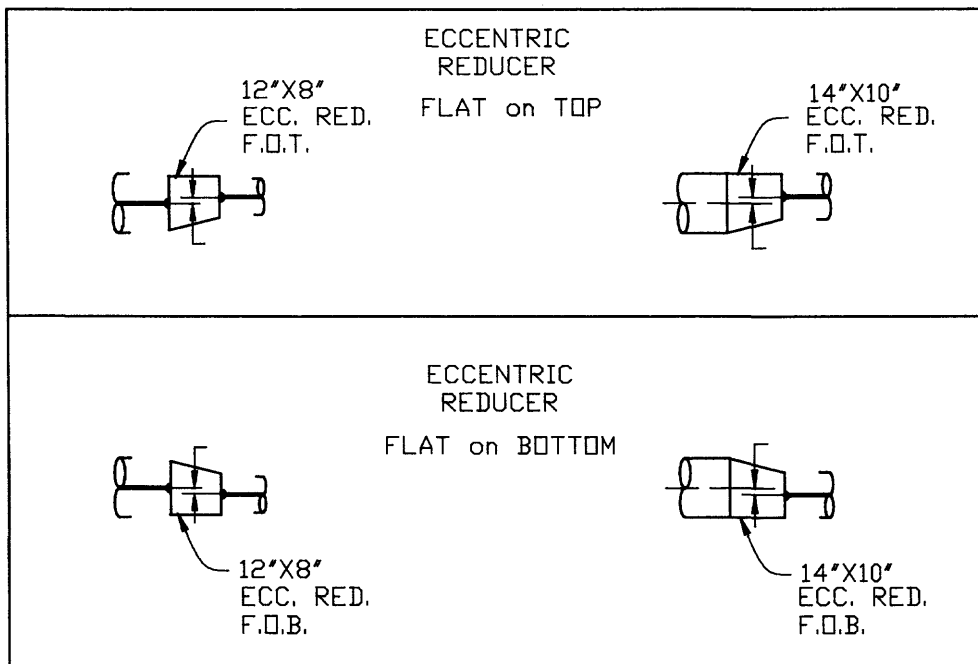 ECCENTRIC
REDUCER
FLAT on TOP
12"X8"
ECC. RED.
F.O.T.
14"X10"
ECC. RED.
F.O.T.
ECCENTRIC
REDUCER
FLAT on BOTTOM
12"X8"
ECC. RED.
F.O.B.
14"X10"
ECC. RED.
F.O.B.